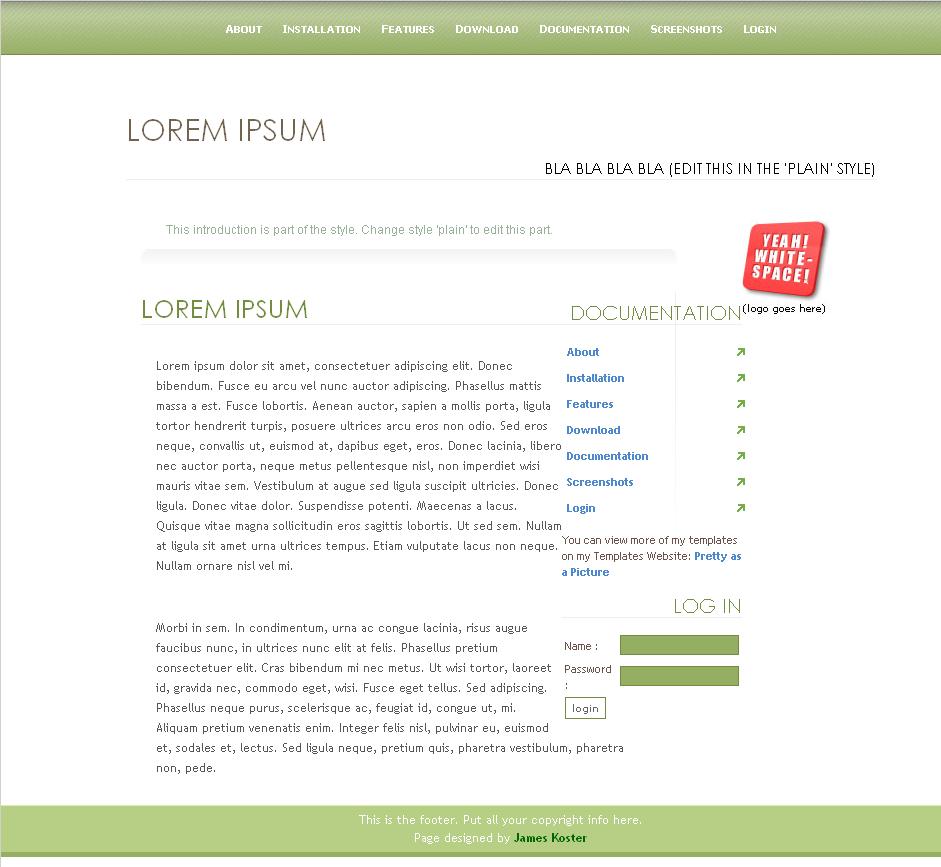 ABOUT INSTALLATION FEATURES DOWNLOAD DOCUMENTATION SCREENSHOTS LOGIN
LOREM IPSUM
BLA BLA BLA BLA (EDIT THIS IN THE 'PLAIN' STYLE)
This introduction is part of the style. Change style 'plain' to edit this part.
YEAH!
WHITE-
SPACE!
(logo goes here)
LOREM IPSUM
Lorem ipsum dolor sit amet, consectetuer adipiscing elit. Donec
bibendum. Fusce eu arcu vel nunc auctor adipiscing. Phasellus mattis
massa a est. Fusce lobortis. Aenean auctor, sapien a mollis porta, ligula
tortor hendrerit turpis, posuere ultrices arcu eros non odio. Sed eros
neque, convallis ut, euismod at, dapibus eget, eros. Donec lacinia, libero
nec auctor porta, neque metus pellentesque nisl, non imperdiet wisi
mauris vitae sem. Vestibulum at augue sed ligula suscipit ultricies. Donec
ligula. Donec vitae dolor. Suspendisse potenti. Maecenas a lacus.
Quisque vitae magna sollicitudin eros sagittis lobortis. Ut sed sem. Nullam
at ligula sit amet urna ultrices tempus. Etiam vulputate lacus non neque.
Nullam ornare nisl vel mi.
Morbi in sem. In condimentum, urna ac congue lacinia, risus augue
faucibus nunc, in ultrices nunc elit at felis. Phasellus pretium
consectetuer elit. Cras bibendum mi nec metus. Ut wisi tortor, laoreet
id, gravida nec, commodo eget, wisi. Fusce eget tellus. Sed adipiscing.
Phasellus neque purus, scelerisque ac, feugiat id, congue ut, mi.
Aliquam pretium venenatis enim. Integer felis nisl, pulvinar eu, euismod
et, sodales et, lectus. Sed ligula neque, pretium quis, pharetra vestibulum, pharetra
non, pede.
DOCUMENTATION
About
Installation
Features
Download
Documentation
Screenshots
Login
You can view more of my templates
on my Templates Website: Pretty as
a Picture
LOG IN
Name :
Password
:
login
This is the footer. Put all your copyright info here.
Page designed by James Koster